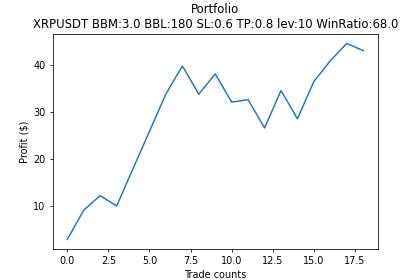 Portfolio
XRPUSDT BBM:3.0 BBL:180 SL:0.6 TP:0.8 lev:10 WinRatio:68.0
40
30
20
10
Profit ($)
0.0 2.5 5.0 7.5 10.0 12.5 15.0 17.5
Trade counts